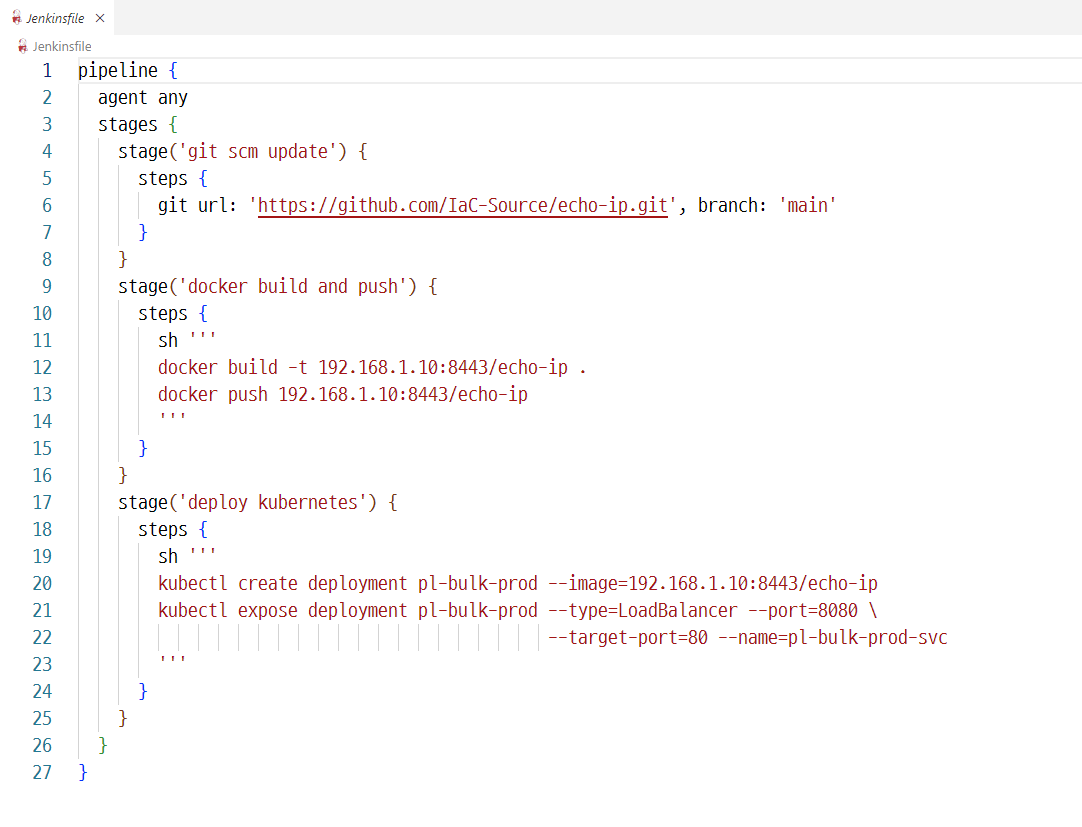 Jenkinsfile ×
Jenkinsfile
1 pipeline {
2   agent any
3   stages {
4     stage('git scm update') {
5       steps {
6         git url: 'https://github.com/IaC-Source/echo-ip.git', branch: 'main'
7       }
8     }
9     stage('docker build and push') {
10       steps {
11         sh '''
12         docker build -t 192.168.1.10:8443/echo-ip .
13         docker push 192.168.1.10:8443/echo-ip
14         '''
15       }
16     }
17     stage('deploy kubernetes') {
18       steps {
19         sh '''
20         kubectl create deployment pl-bulk-prod --image=192.168.1.10:8443/echo-ip
21         kubectl expose deployment pl-bulk-prod --type=LoadBalancer --port=8080 \
22                                                --target-port=80 --name=pl-bulk-prod-svc
23         '''
24       }
25     }
26   }
27 }